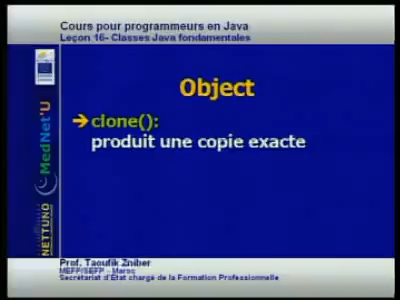 Cours pour programmeurs en Java
Leçon 16- Classes Java fondamentales
Object
clone():
produit une copie exacte
MedNet'U
NETTUNO
Prof. Taoufik Zniber
MEFP/SEFP - Maroc
Secrétariat d'État chargé de la Formation Professionnelle